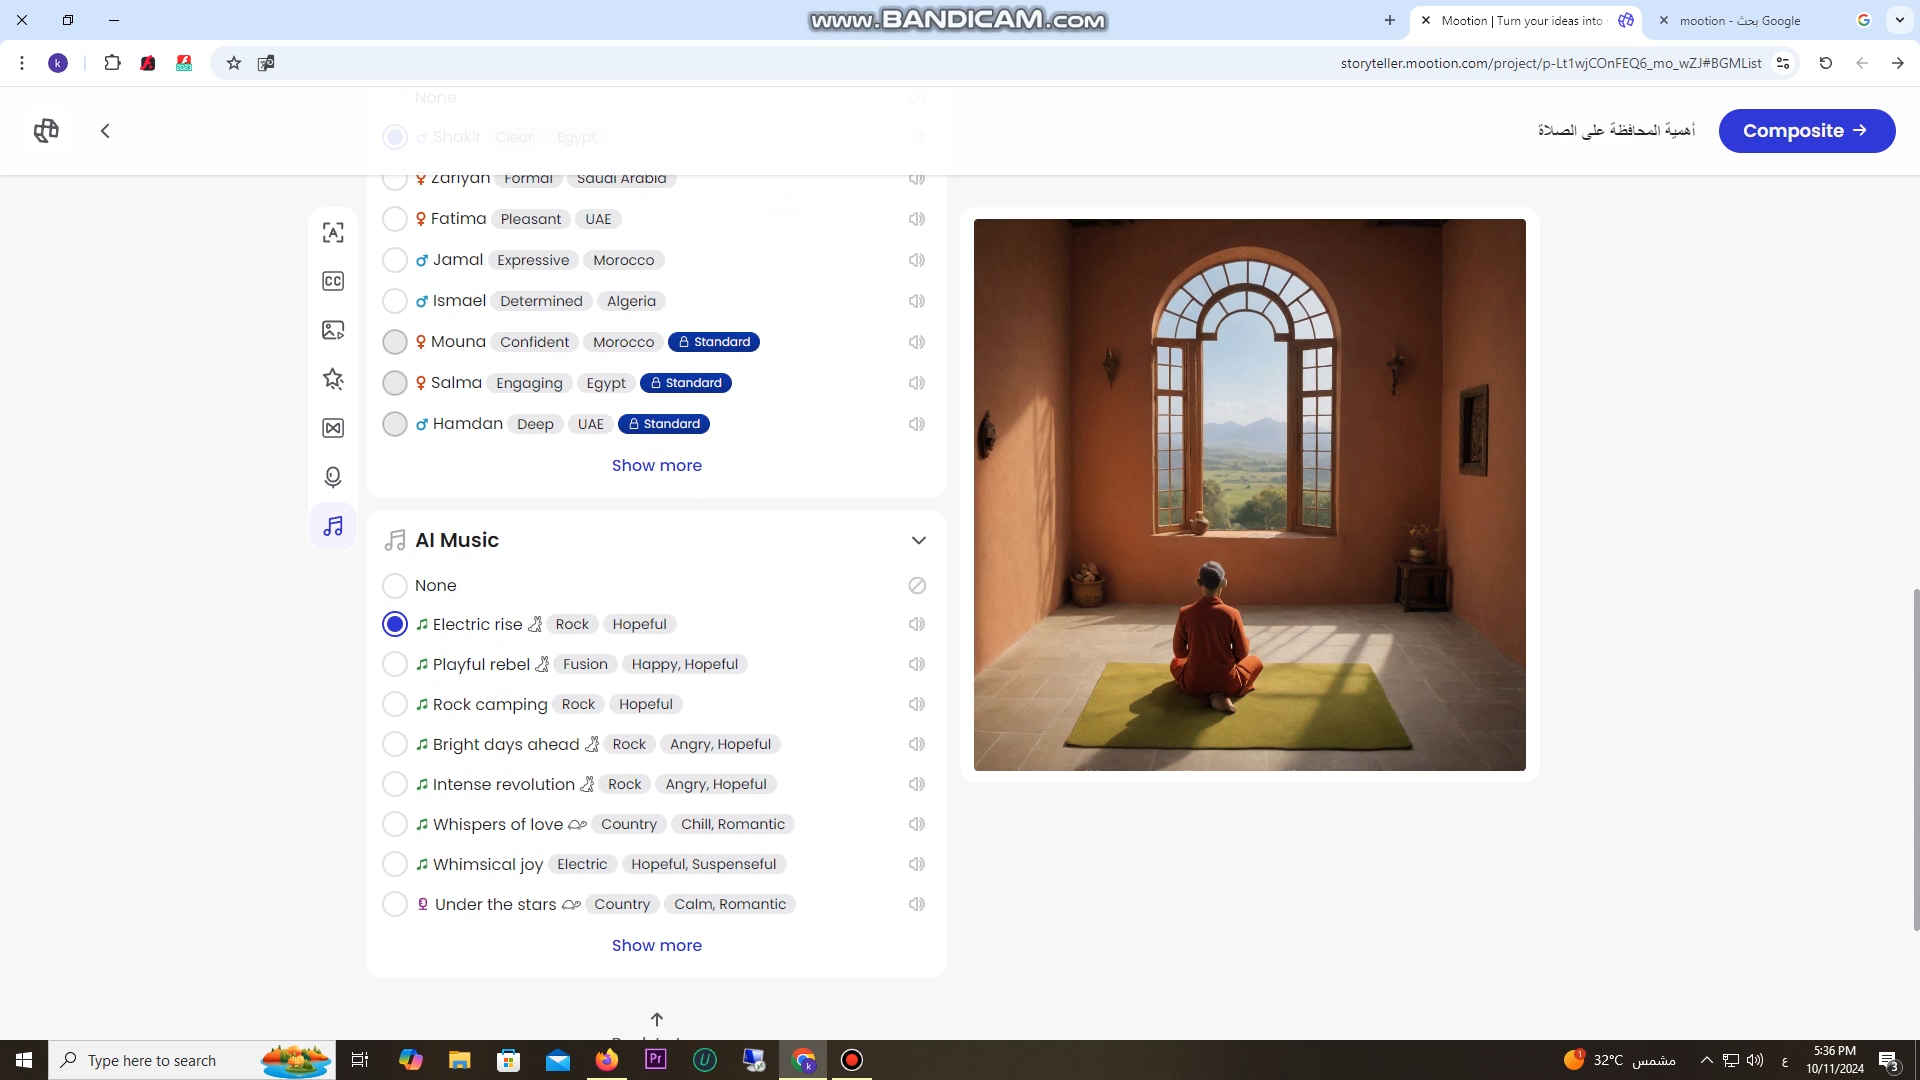 www.BANDICAM.com
Mootion | Turn your ideas into
mootion - بحث Google
storyteller.mootion.com/project/p-Lt1wjCOnFEQ6_mo_wZJ#BGMList
None
Shakir Clear Egypt
أهمية المحافظة على الصلاة
Composite →
Zariyah Formal Saudi Arabia
Fatima Pleasant UAE
Jamal Expressive Morocco
Ismael Determined Algeria
Mouna Confident Morocco Standard
Salma Engaging Egypt Standard
Hamdan Deep UAE Standard
Show more
AI Music
None
Electric rise Rock Hopeful
Playful rebel Fusion Happy, Hopeful
Rock camping Rock Hopeful
Bright days ahead Rock Angry, Hopeful
Intense revolution Rock Angry, Hopeful
Whispers of love Country Chill, Romantic
Whimsical joy Electric Hopeful, Suspenseful
Under the stars Country Calm, Romantic
Show more
Type here to search
32°C مشمس
ع
5:36 PM
10/11/2024
3